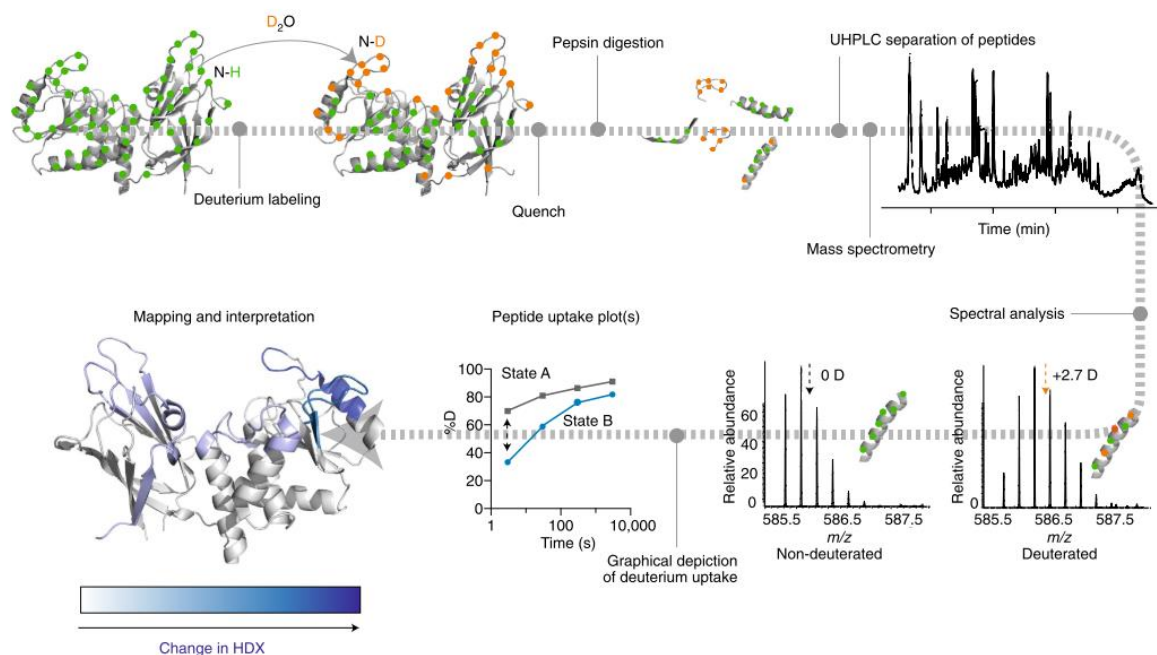 D₂O
N-D
N-H
Deuterium labeling
Quench
Pepsin digestion
UHPLC separation of peptides
Time (min)
Mass spectrometry
Spectral analysis
Mapping and interpretation
Change in HDX
Peptide uptake plot(s)
State A
State B
%D
100
80
60
40
20
0
1
100
10,000
Time (s)
Graphical depiction
of deuterium uptake
0 D
Relative abundance
60
40
20
0
585.5
586.5
587.5
m/z
Non-deuterated
+2.7 D
Relative abundance
0
585.5
586.5
587.5
m/z
Deuterated